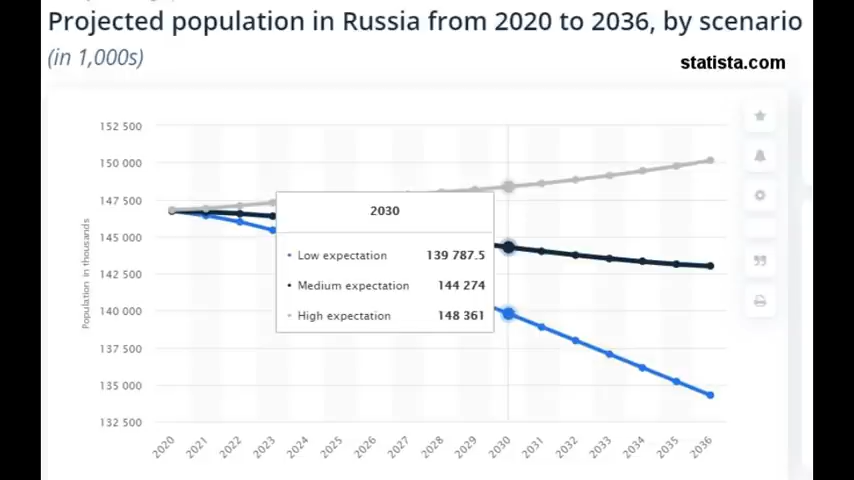 Projected population in Russia from 2020 to 2036, by scenario
(in 1,000s)
statista.com
152 500
150 000
147 500
145 000
142 500
140 000
137 500
135 000
132 500
Population in thousands
2030
Low expectation 139 787.5
Medium expectation 144 274
High expectation 148 361
2020 2021 2022 2023 2024 2025 2026 2027 2028 2029 2030 2031 2032 2033 2034 2035 2036